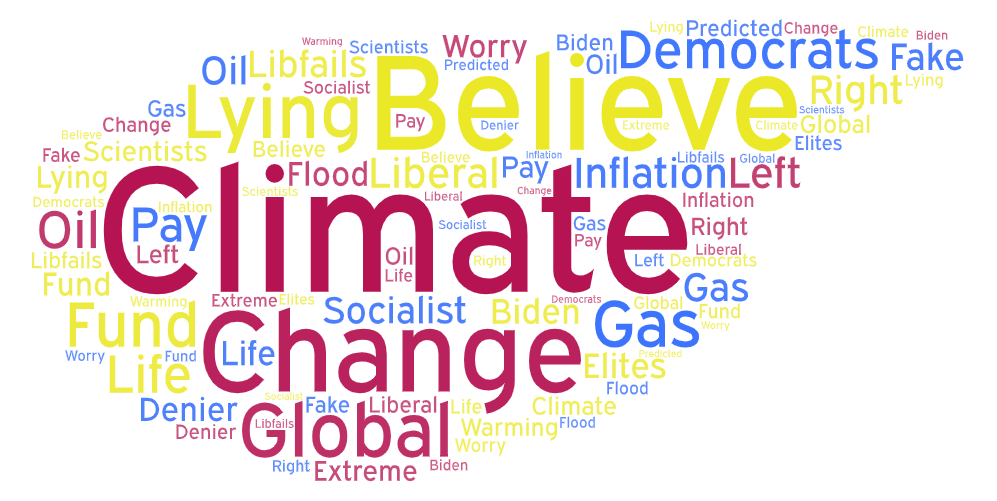 Lying Predicted Change Climate Biden
Warming Scientists Worry Biden Democrats Fake
Oil Libfails Predicted Oil
Socialist Believe Right Lying
Gas Lying Pay Denier Extreme Climate Scientists Global
Change Elites
Believe
Fake Scientists Believe Believe Inflation Libfails Global
Lying Flood Liberal Pay Inflation Left
Democrats Inflation Scientists Liberal Change Inflation
Oil Pay Climate Socialist Gas Right
Left Oil Pay Liberal
Libfails Life Right Left Democrats
Fund Gas
Warming Extreme Elites Socialist Biden Democrats Global Fund
Fund Change Gas Worry
Worry Fund Life Predicted
Life Elites
Flood
Denier Socialist Fake Liberal Life Climate
Denier Global Libfails Warming Flood
Worry
Right Extreme Biden